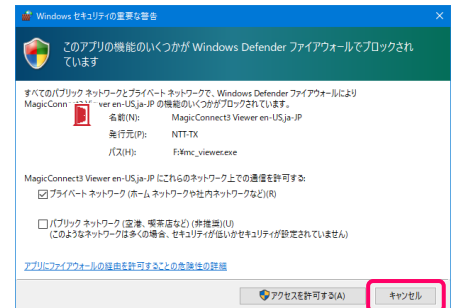 Windows セキュリティの重要な警告
このアプリの機能のいくつかが Windows Defender ファイアウォールでブロックされ
ています
すべてのパブリック ネットワークとプライベート ネットワークで、Windows Defender ファイアウォールにより
MagicConnect3 Viewer en-US,ja-JP の機能のいくつかがブロックされています。
名前(N): MagicConnect3 Viewer en-US,ja-JP
発行元(P): NTT-TX
パス(H): F:¥mc_viewer.exe
MagicConnect3 Viewer en-US,ja-JP にこれらのネットワーク上での通信を許可する:
プライベート ネットワーク (ホーム ネットワークや社内ネットワークなど)(R)
パブリック ネットワーク (空港、喫茶店など) (非推奨)(U)
(このようなネットワークは多くの場合、セキュリティが低いかセキュリティが設定されていません)
アプリにファイアウォールの経由を許可することの危険性の詳細
アクセスを許可する(A) キャンセル